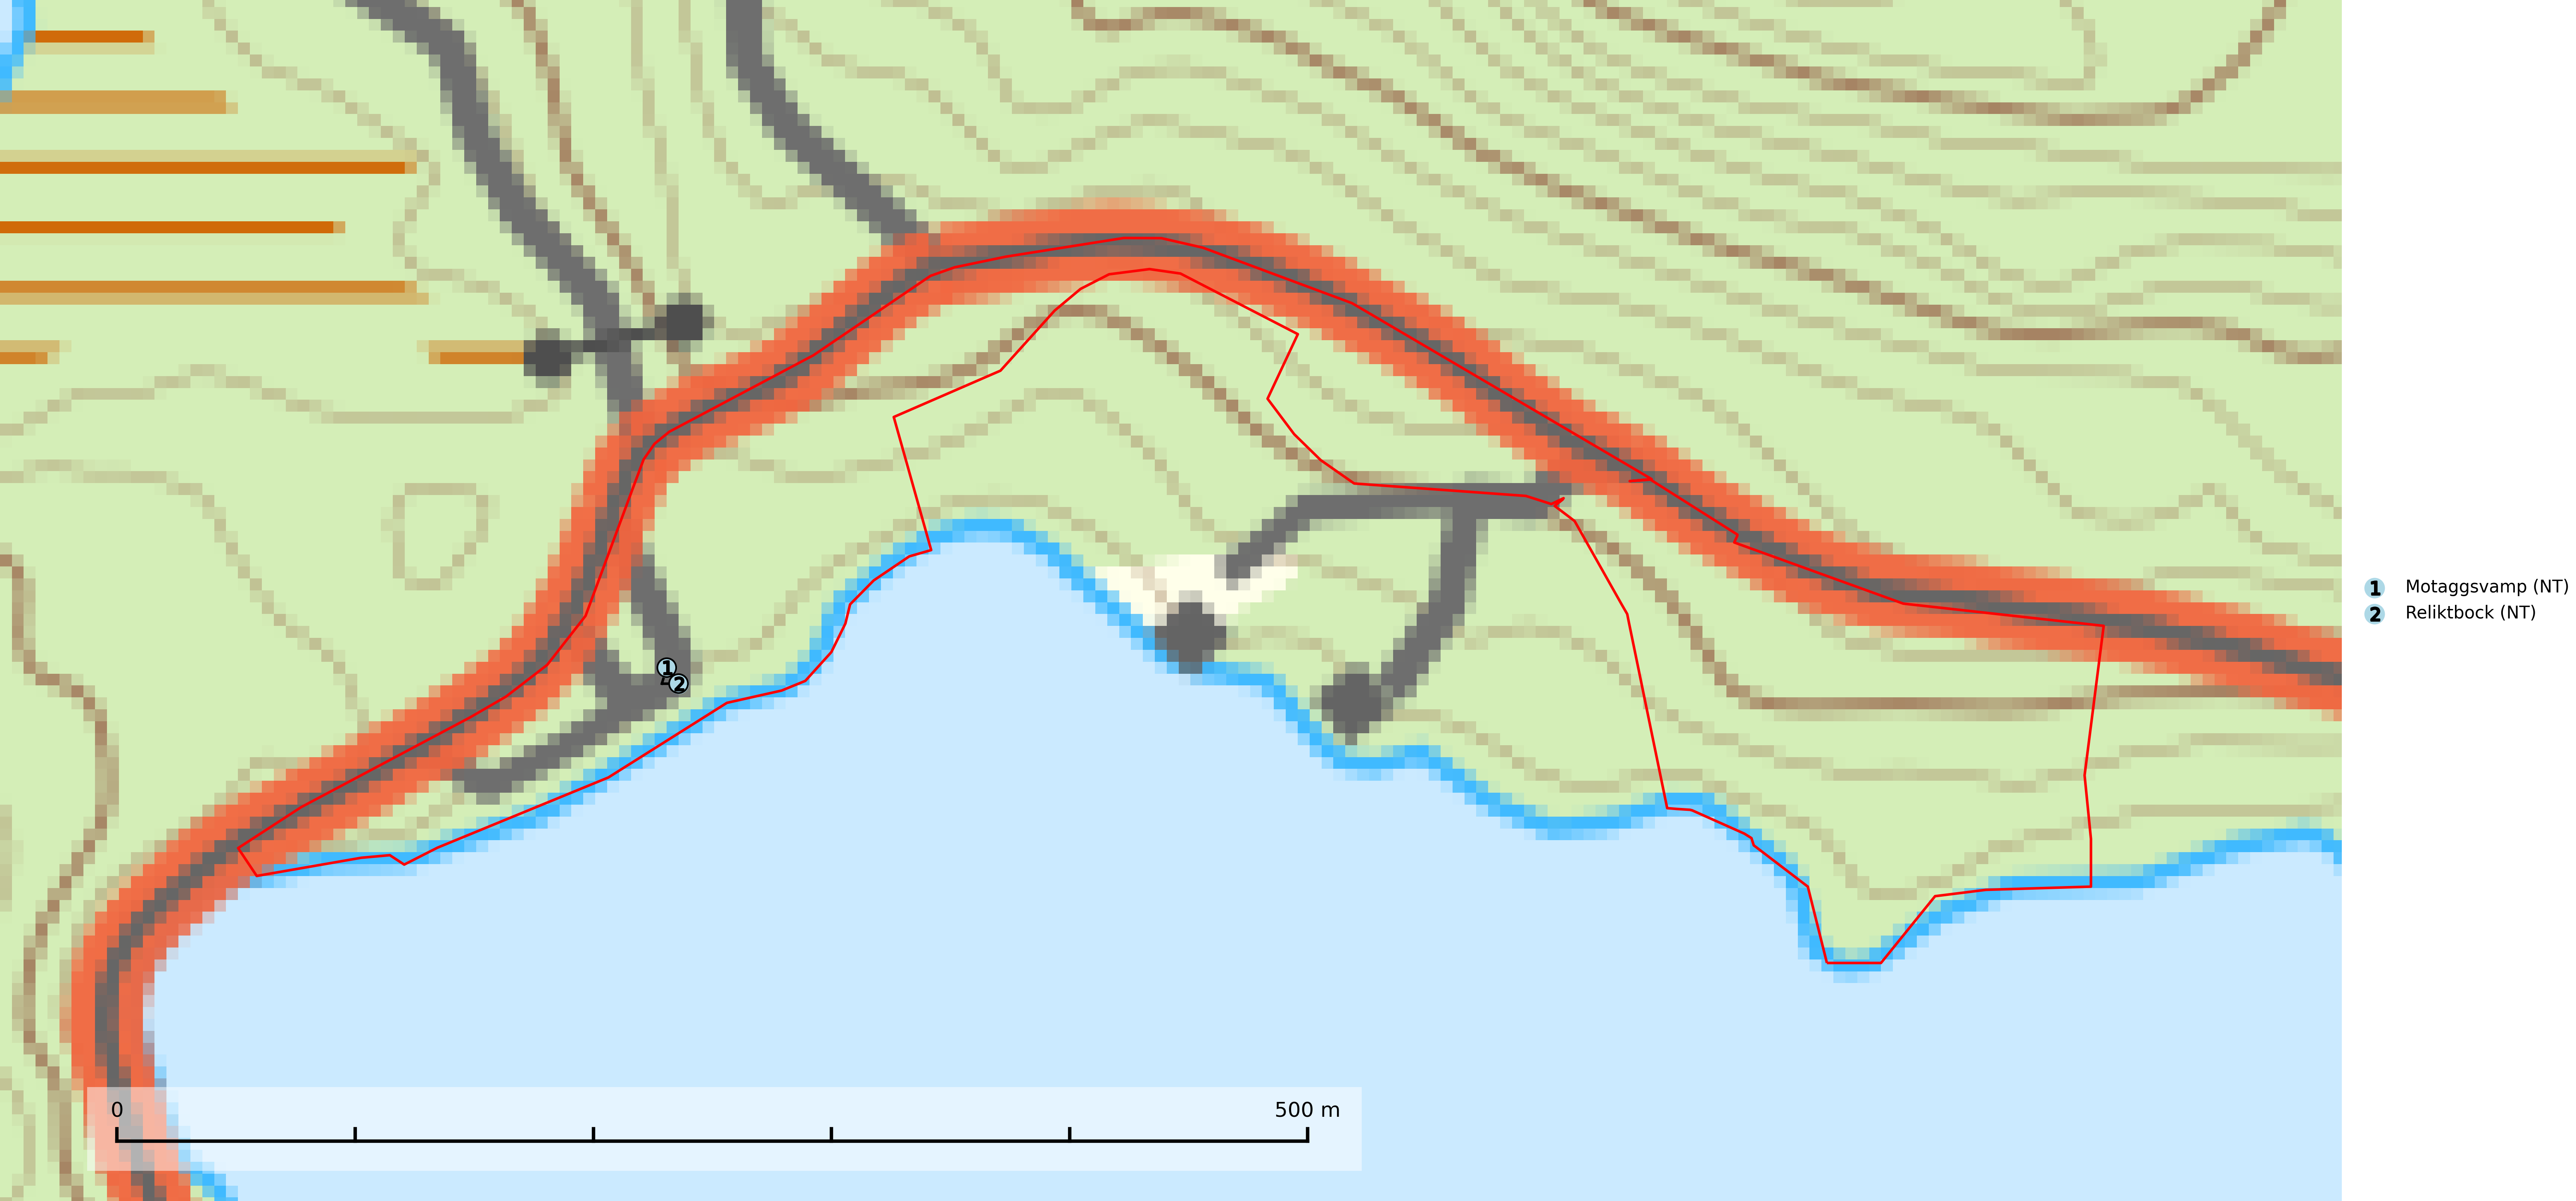 1
2
1 Motaggsvamp (NT)
2 Reliktbock (NT)
0 500 m